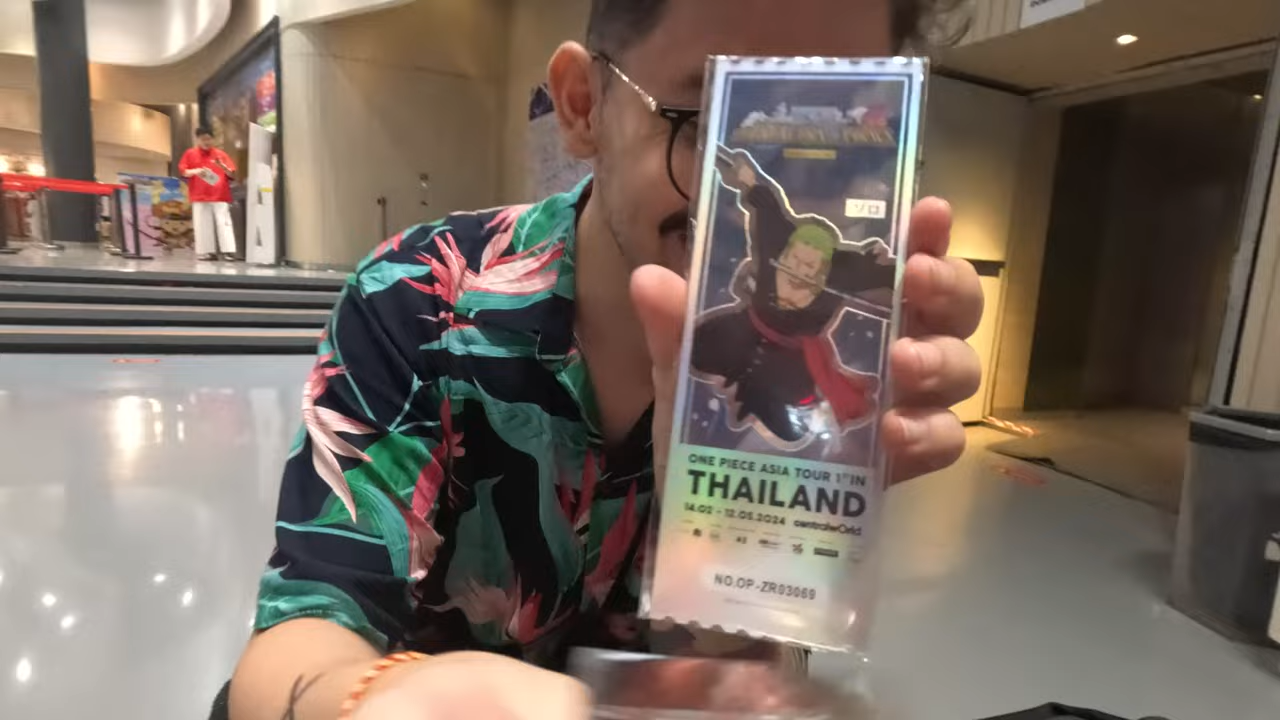 ゾロ
ONE PIECE ASIA TOUR 1ST IN
THAILAND
14.02 - 12.05.2024 centralwOrld
NO.OP-ZR03069